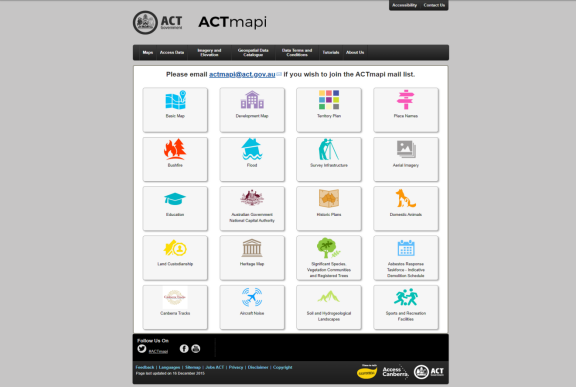 Accessibility Contact Us
ACT
Government
ACTmapi
Maps Access Data Imagery and Elevation Geospatial Data Catalogue Data Terms and Conditions Tutorials About Us
Please email actmapi@act.gov.au if you wish to join the ACTmapi mail list.
Basic Map
Development Map
Territory Plan
Place Names
Bushfire
Flood
Survey Infrastructure
Aerial Imagery
Education
Australian Government
National Capital Authority
Historic Plans
Domestic Animals
Land Custodianship
Heritage Map
Significant Species,
Vegetation Communities
and Registered Trees
Asbestos Response
Taskforce - Indicative
Demolition Schedule
Canberra Tracks
Aircraft Noise
Soil and Hydrogeological
Landscapes
Sports and Recreation
Facilities
Follow Us On
#ACTmapi
Feedback | Languages | Sitemap | Jobs ACT | Privacy | Disclaimer | Copyright
Page last updated on 16 December 2015
Access
Canberra
ACT
Government